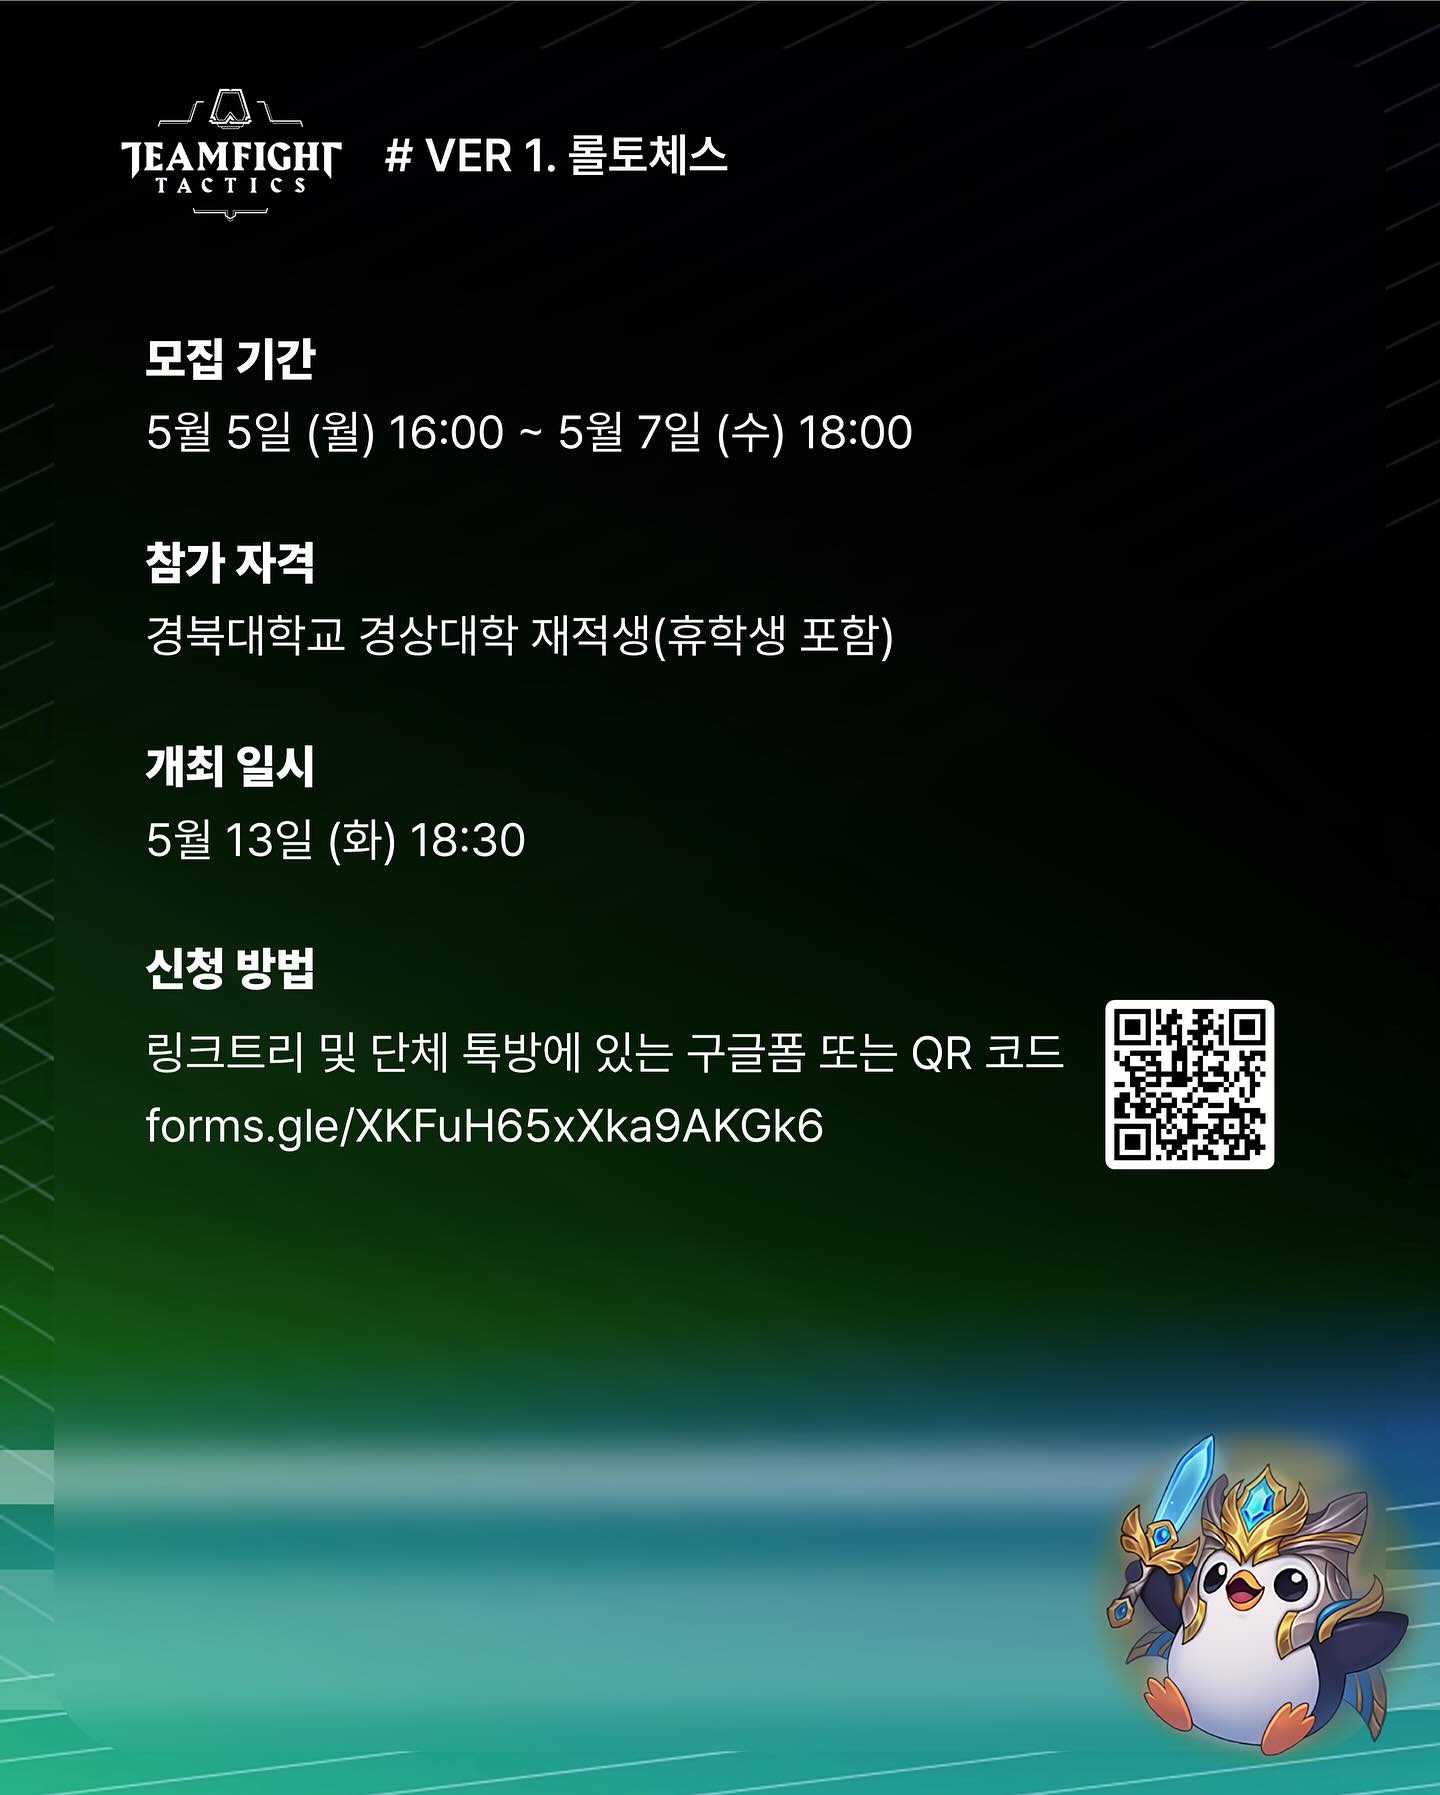 TEAMFIGHT
TACTICS
# VER 1. 롤토체스
모집 기간
5월 5일 (월) 16:00 ~ 5월 7일 (수) 18:00
참가 자격
경북대학교 경상대학 재적생(휴학생 포함)
개최 일시
5월 13일 (화) 18:30
신청 방법
링크트리 및 단체 톡방에 있는 구글폼 또는 QR 코드
forms.gle/XKFuH65xXka9AKGk6